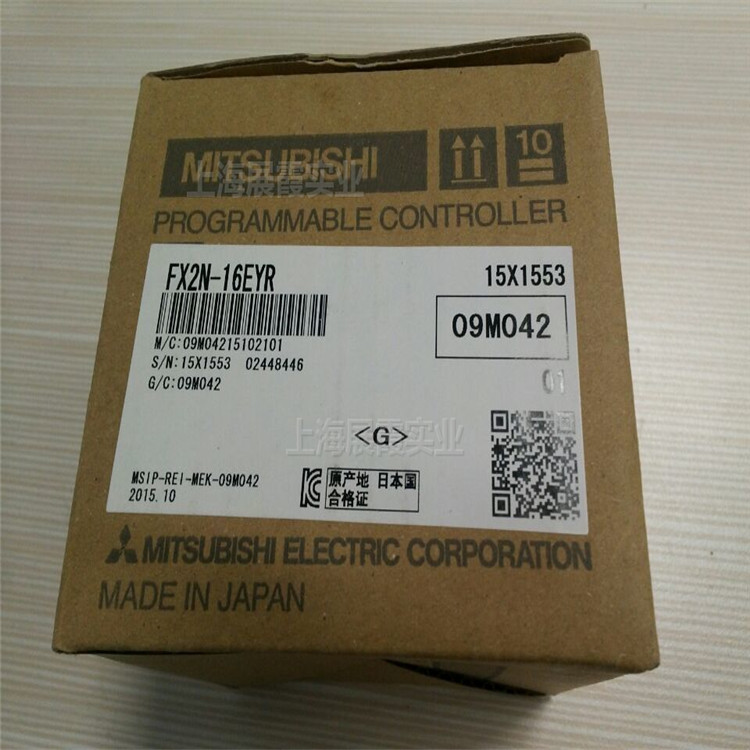 MITSUBISHI
10
上海展霞实业
PROGRAMMABLE CONTROLLER
FX2N-16EYR
15X1553
M/C:09M04215102101
09M042
S/N:15X1553 02448446
G/C:09M042
01
上海展霞实业
<G>
MSIP-REI-MEK-09M042
2015.10
原产地 日本国
合格证
MITSUBISHI ELECTRIC CORPORATION
MADE IN JAPAN